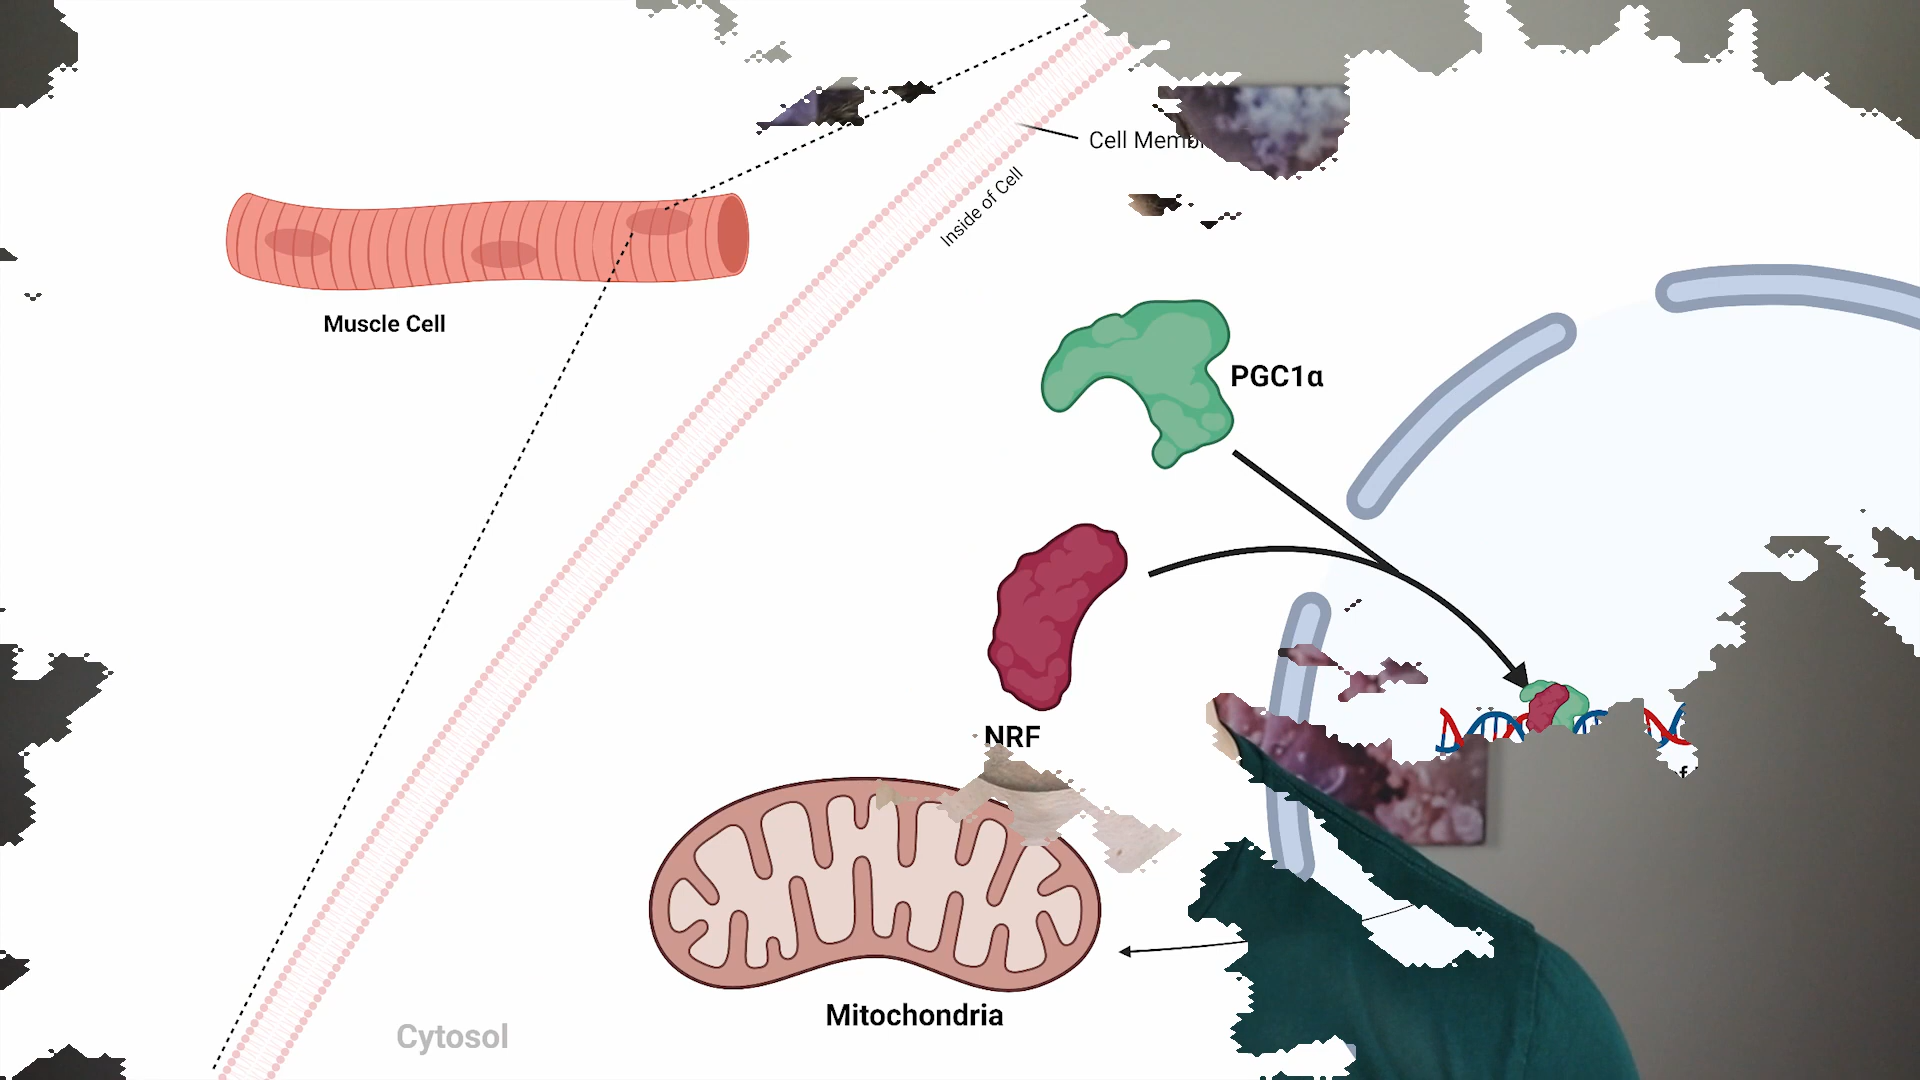 Cell Memb
Inside of Cell
Muscle Cell
PGC1α
NRF
Mitochondria
Cytosol